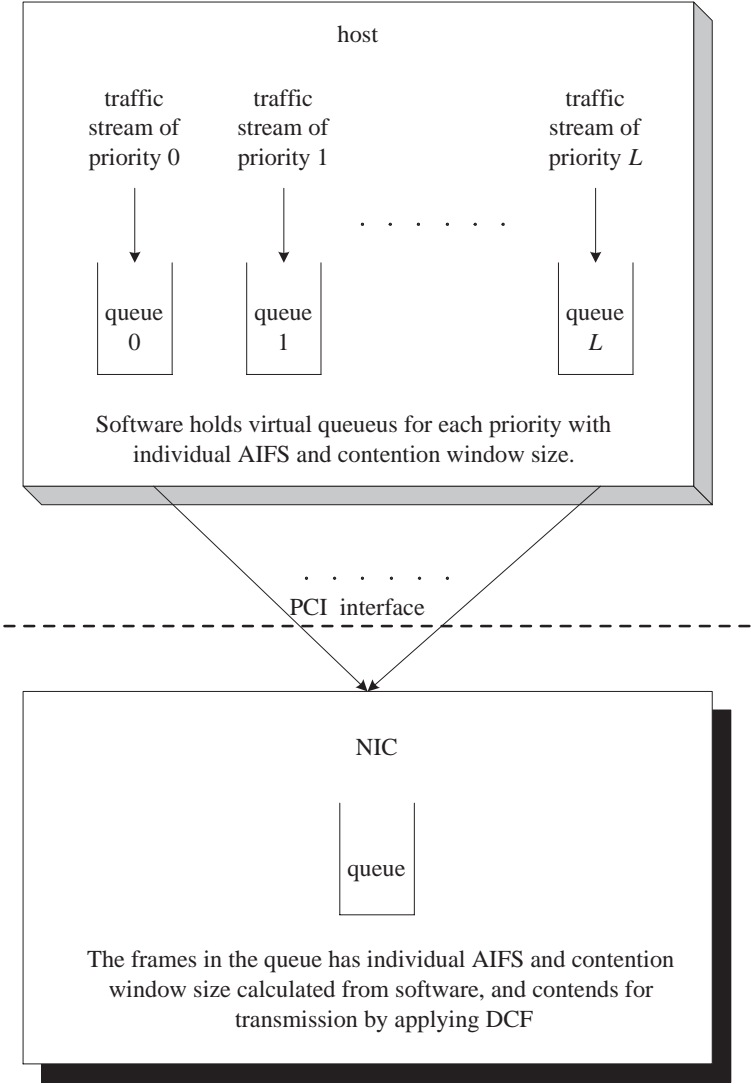 host
traffic
stream of
priority 0
traffic
stream of
priority 1
traffic
stream of
priority L
. . . . . .
queue
0
queue
1
queue
L
Software holds virtual queueus for each priority with
individual AIFS and contention window size.
. . . . . .
PCI interface
NIC
queue
The frames in the queue has individual AIFS and contention
window size calculated from software, and contends for
transmission by applying DCF